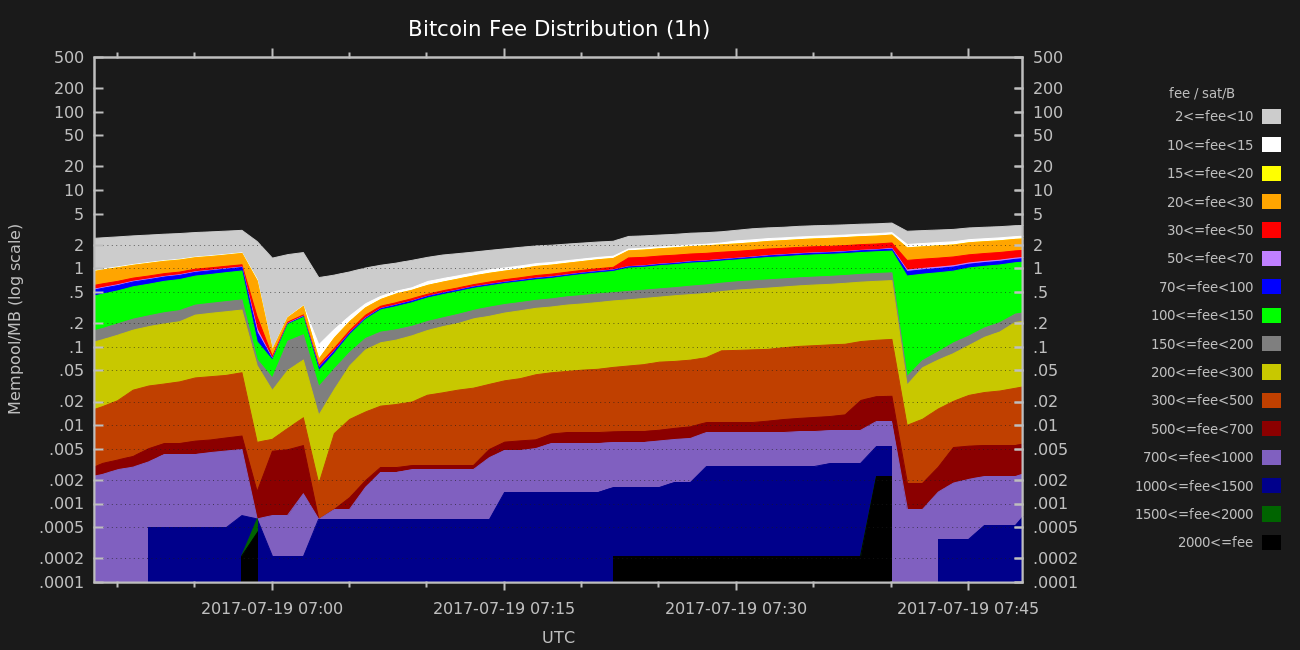 Bitcoin Fee Distribution (1h)
Mempool/MB (log scale)
500
200
100
50
20
10
5
2
1
.5
.2
.1
.05
.02
.01
.005
.002
.001
.0005
.0002
.0001
500
200
100
50
20
10
5
2
1
.5
.2
.1
.05
.02
.01
.005
.002
.001
.0005
.0002
.0001
2017-07-19 07:00
2017-07-19 07:15
2017-07-19 07:30
2017-07-19 07:45
UTC
fee / sat/B
2<=fee<10
10<=fee<15
15<=fee<20
20<=fee<30
30<=fee<50
50<=fee<70
70<=fee<100
100<=fee<150
150<=fee<200
200<=fee<300
300<=fee<500
500<=fee<700
700<=fee<1000
1000<=fee<1500
1500<=fee<2000
2000<=fee